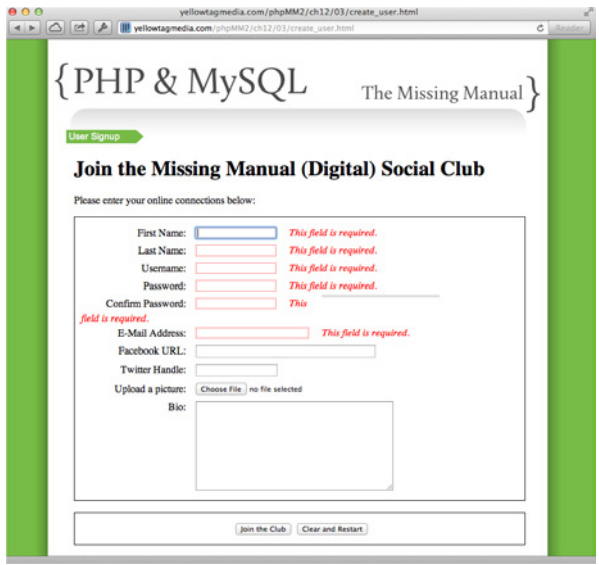 yellowtagmedia.com/phpMM2/ch12/03/create_user.html
yellowtagmedia.com/phpMM2/ch12/03/create_user.html
Reader
{PHP & MySQL
The Missing Manual}
User Signup
Join the Missing Manual (Digital) Social Club
Please enter your online connections below:
First Name: This field is required.
Last Name: This field is required.
Username: This field is required.
Password: This field is required.
Confirm Password: This
field is required.
E-Mail Address: This field is required.
Facebook URL:
Twitter Handle:
Upload a picture: Choose File no file selected
Bio:
Join the Club Clear and Restart